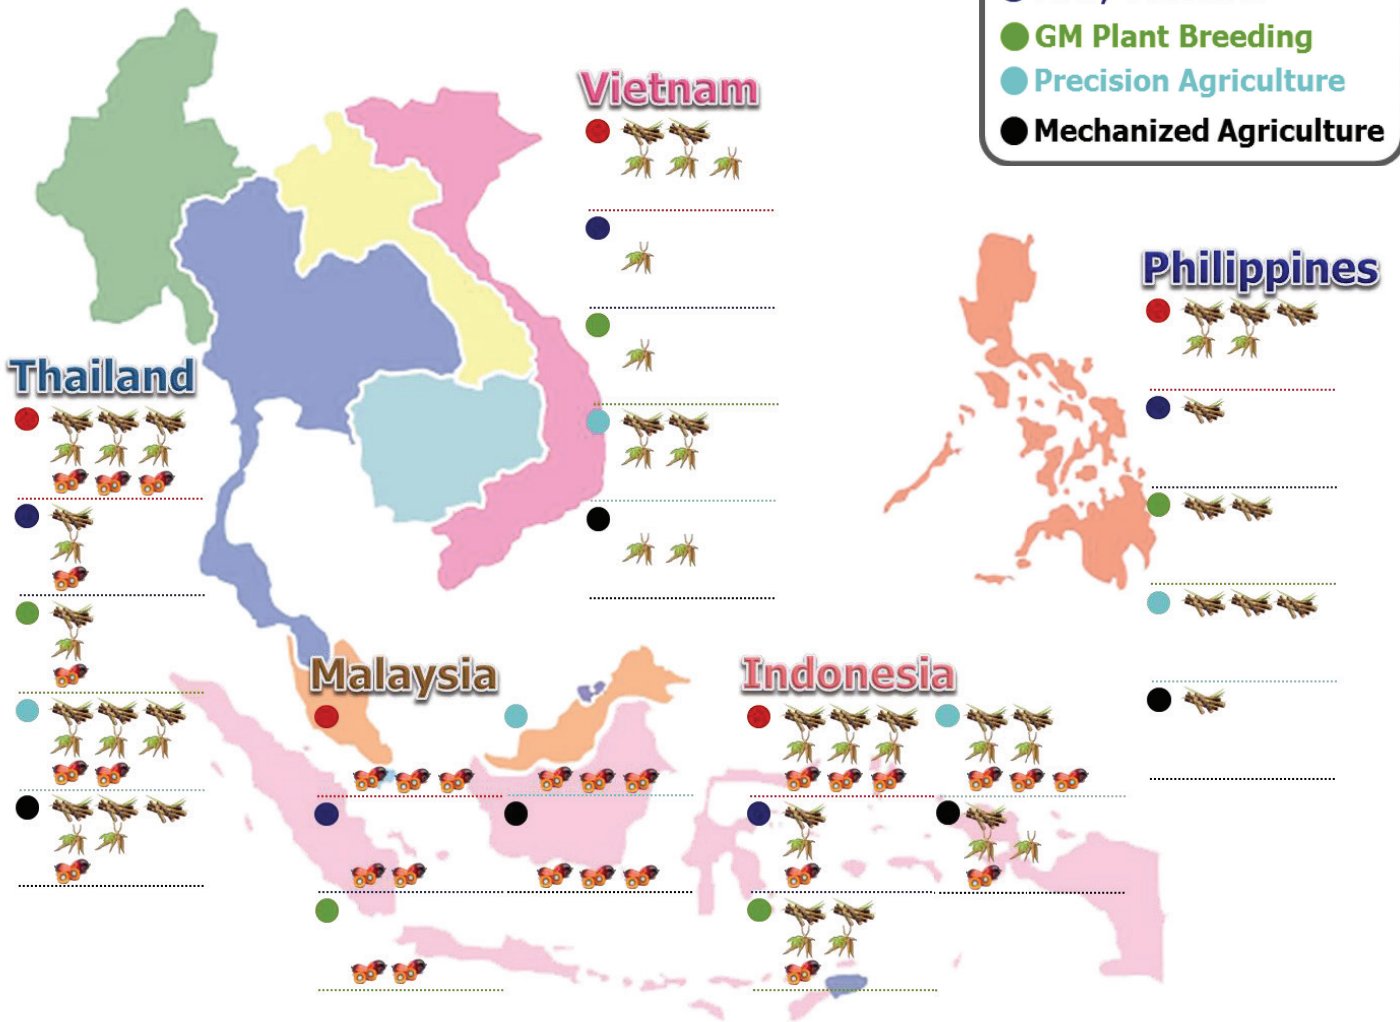 GM Plant Breeding
Precision Agriculture
Mechanized Agriculture
Vietnam
Philippines
Thailand
Malaysia
Indonesia